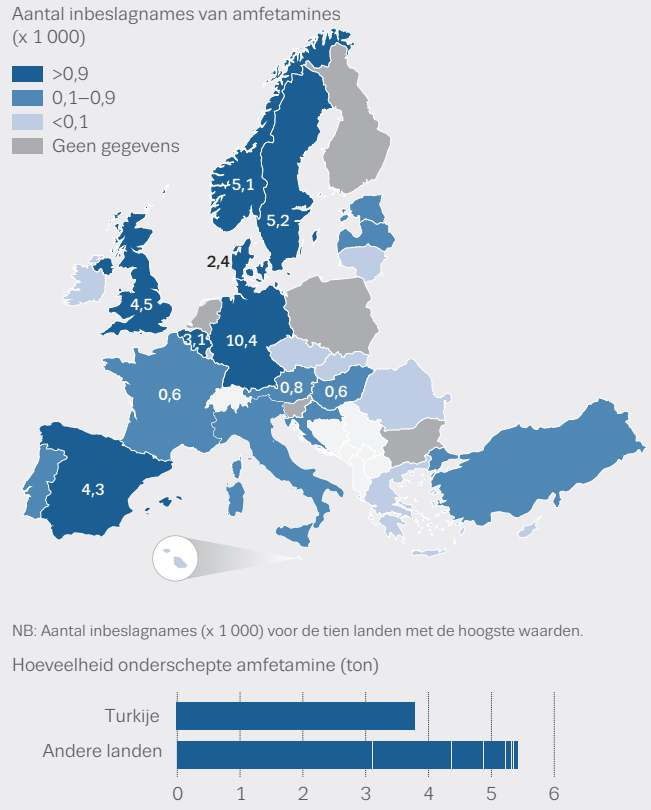 Aantal inbeslagnames van amfetamines
(x 1 000)
>0,9
0,1–0,9
<0,1
Geen gegevens
5,1
5,2
2,4
4,5
3,1
10,4
0,6
0,8
0,6
4,3
NB: Aantal inbeslagnames (x 1 000) voor de tien landen met de hoogste waarden.
Hoeveelheid onderschepte amfetamine (ton)
Turkije
Andere landen
0 1 2 3 4 5 6